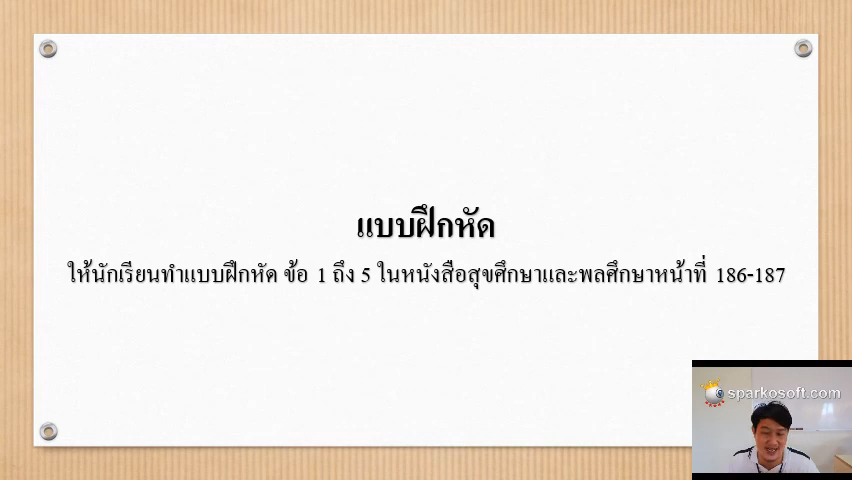 แบบฝึกหัด
ให้นักเรียนทำแบบฝึกหัด ข้อ 1 ถึง 5 ในหนังสือสุขศึกษาและพลศึกษาหน้าที่ 186-187
sparkosoft.com